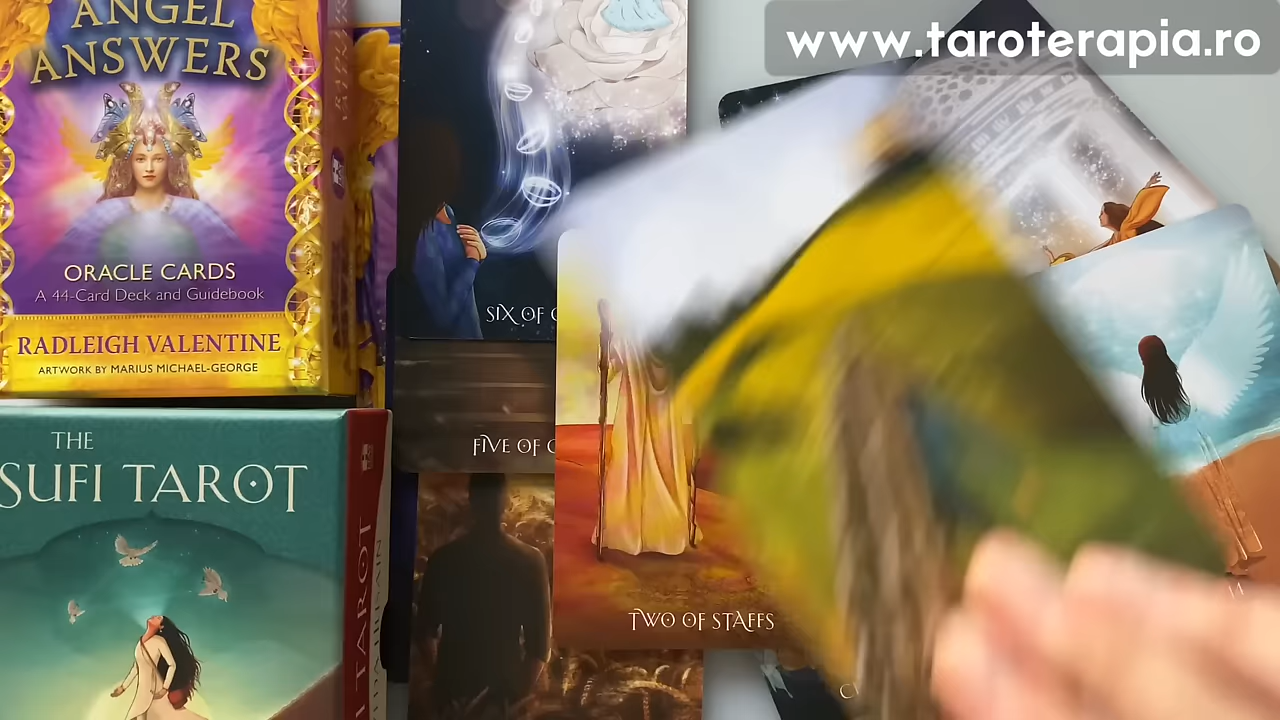 www.taroterapia.ro
ANGEL
ANSWERS
ORACLE CARDS
A 44-Card Deck and Guidebook
RADLEIGH VALENTINE
ARTWORK BY MARIUS MICHAEL-GEORGE
THE
SUFI TAROT
SIX OF
FIVE OF
TWO OF STAFFS